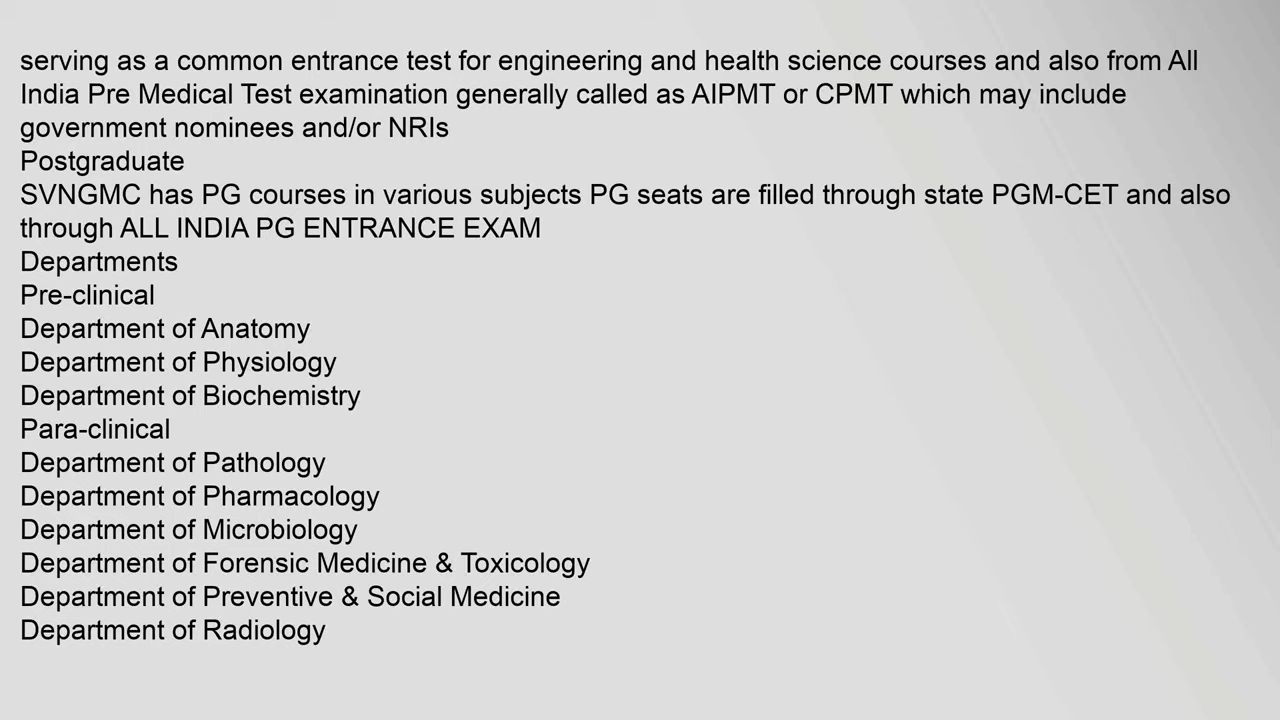 serving as a common entrance test for engineering and health science courses and also from All
India Pre Medical Test examination generally called as AIPMT or CPMT which may include
government nominees and/or NRIs
Postgraduate
SVNGMC has PG courses in various subjects PG seats are filled through state PGM-CET and also
through ALL INDIA PG ENTRANCE EXAM
Departments
Pre-clinical
Department of Anatomy
Department of Physiology
Department of Biochemistry
Para-clinical
Department of Pathology
Department of Pharmacology
Department of Microbiology
Department of Forensic Medicine & Toxicology
Department of Preventive & Social Medicine
Department of Radiology